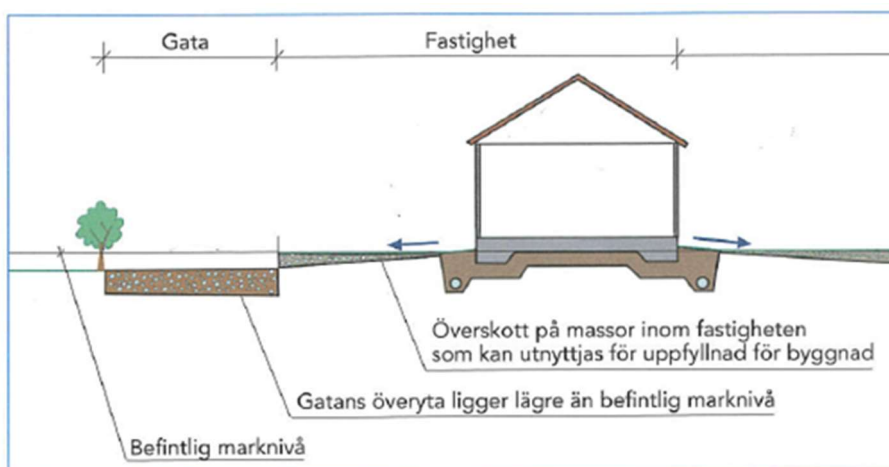 Gata
Fastighet
Överskott på massor inom fastigheten
som kan utnyttjas för uppfyllnad för byggnad
Gatans överyta ligger lägre än befintlig marknivå
Befintlig marknivå